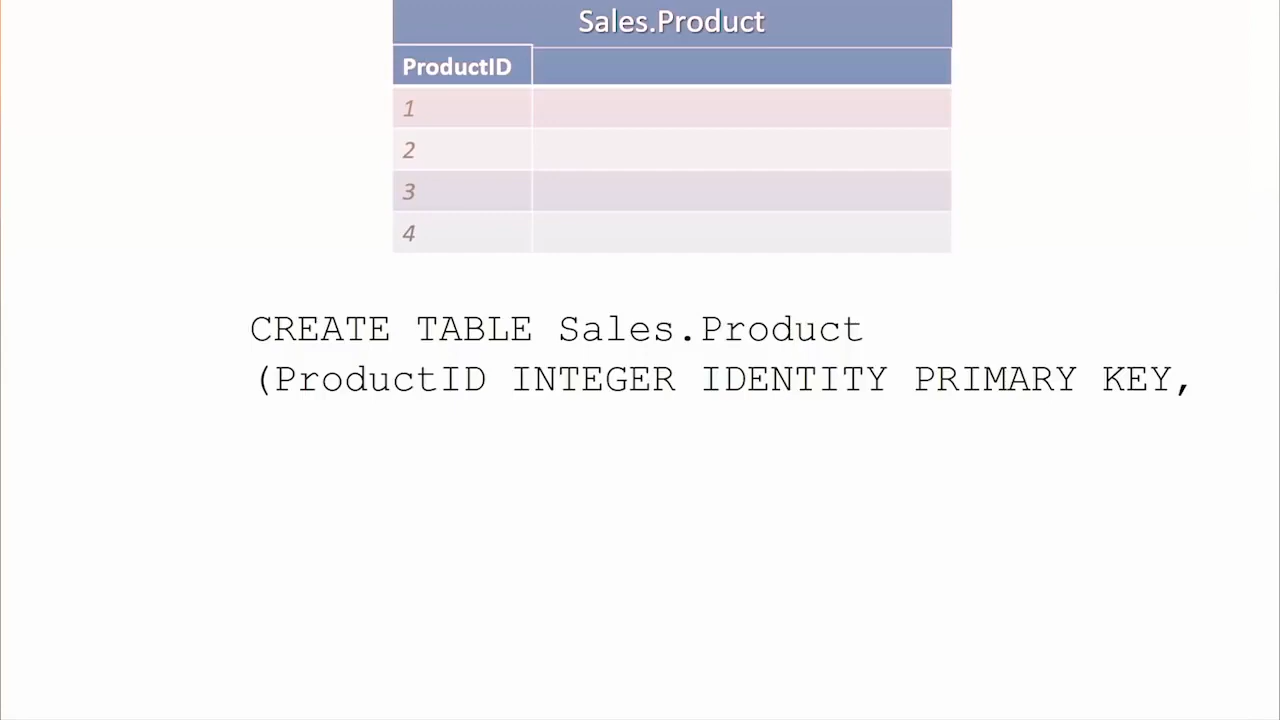 Sales.Product
ProductID
1
2
3
4
CREATE TABLE Sales.Product
(ProductID INTEGER IDENTITY PRIMARY KEY,